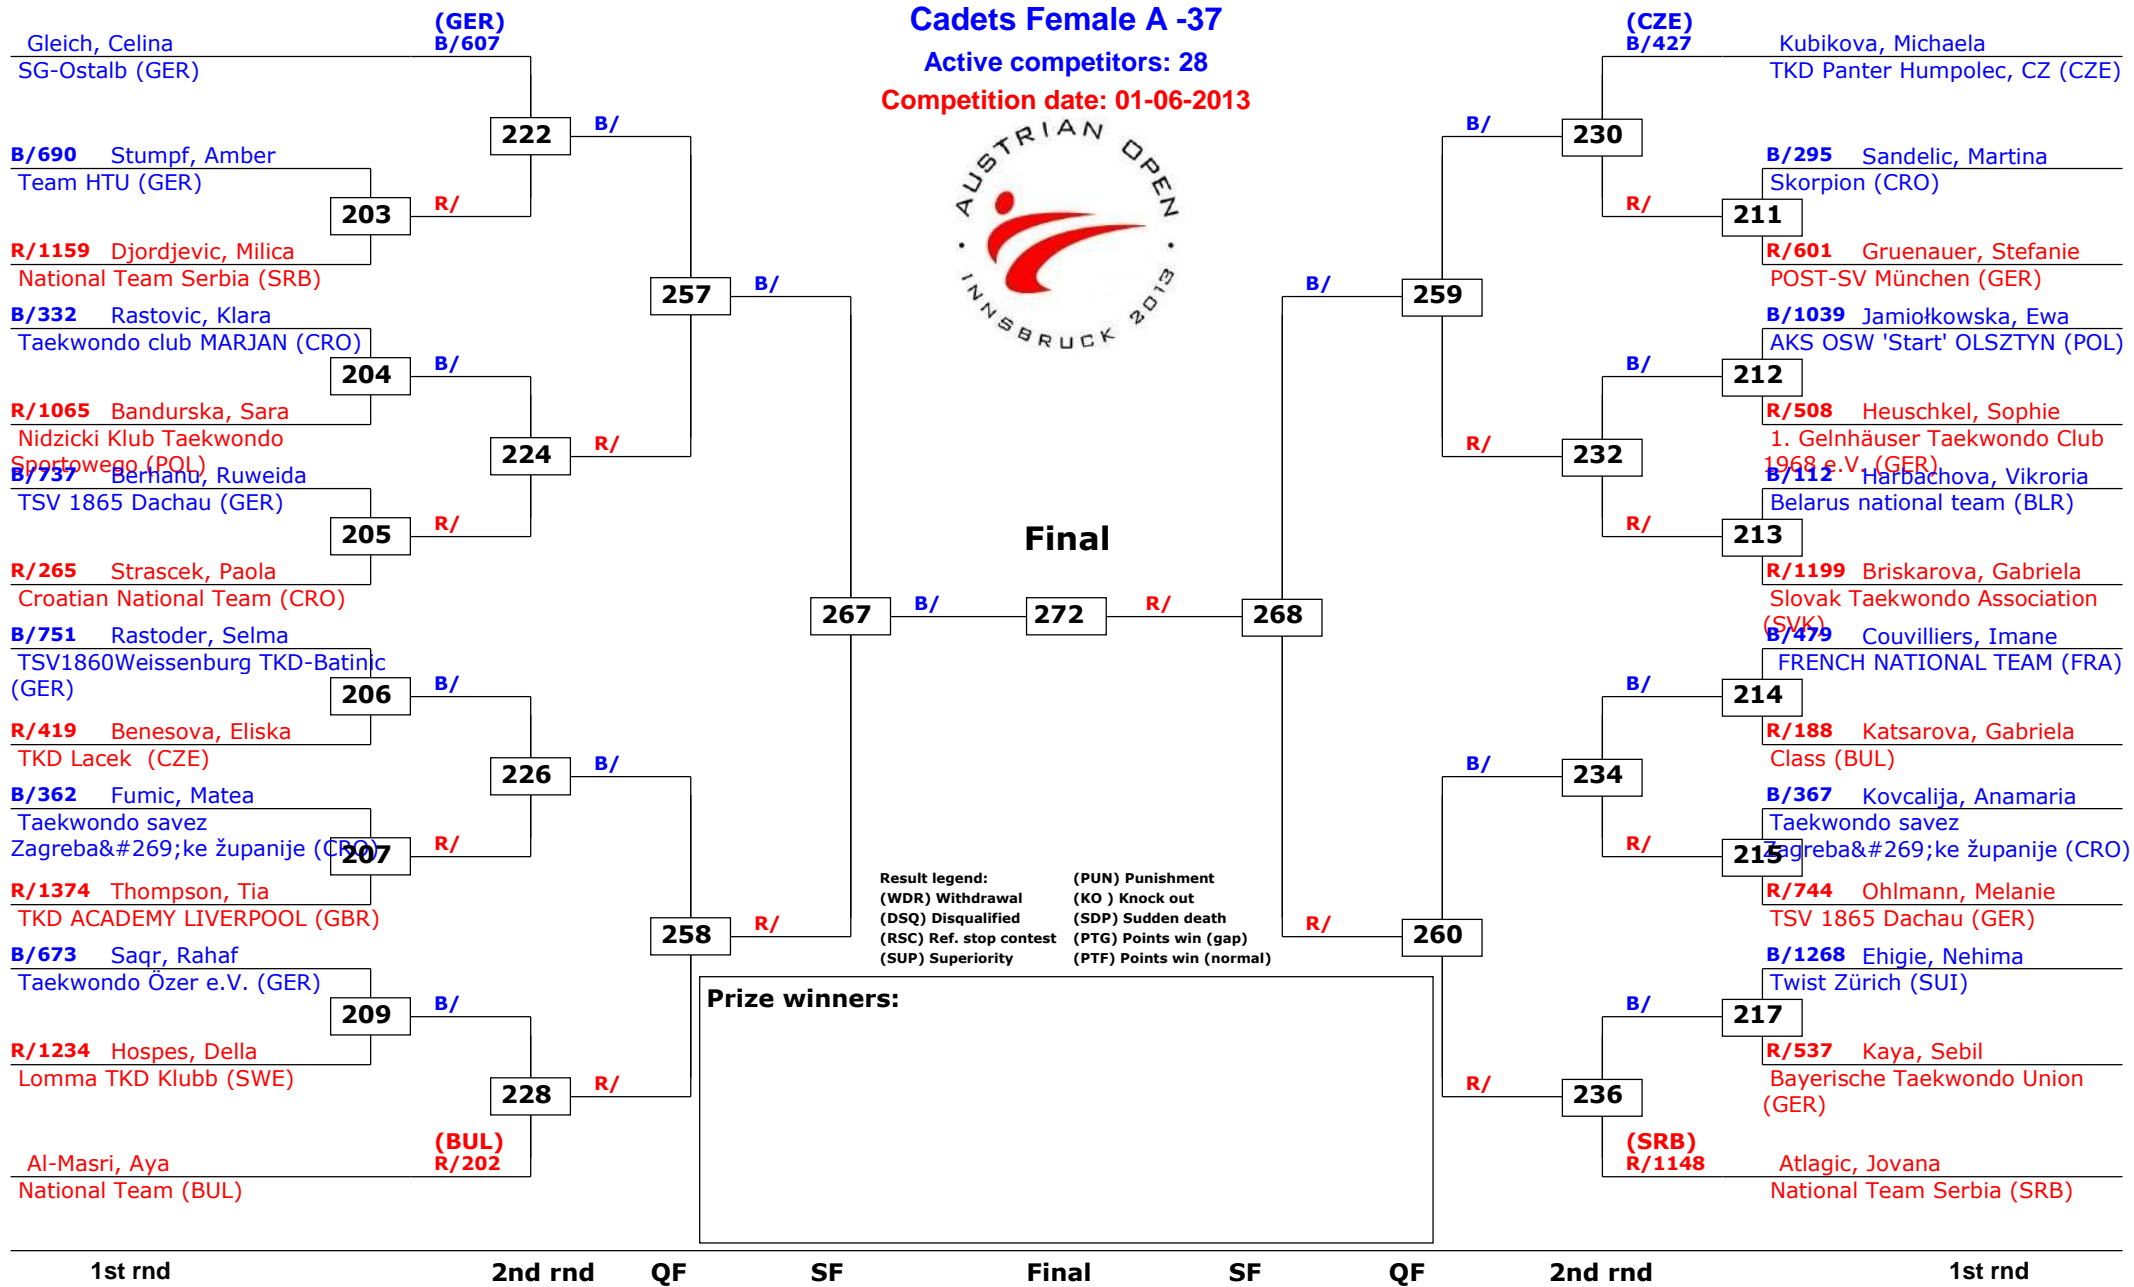 Cadets Female A -37
Active competitors: 28
Competition date: 01-06-2013
AUSTRIAN OPEN
· INNSBRUCK 2013 ·
(GER)
B/607
Gleich, Celina
SG-Ostalb (GER)
222
B/
B/690 Stumpf, Amber
Team HTU (GER)
203
R/
R/1159 Djordjevic, Milica
National Team Serbia (SRB)
257
B/
B/332 Rastovic, Klara
Taekwondo club MARJAN (CRO)
204
B/
R/1065 Bandurska, Sara
Nidzicki Klub Taekwondo
Sportowego (POL)
224
R/
B/737 Berhanu, Ruweida
TSV 1865 Dachau (GER)
205
R/
R/265 Strascek, Paola
Croatian National Team (CRO)
267
B/
B/751 Rastoder, Selma
TSV1860Weissenburg TKD-Batinic
(GER)
206
B/
R/419 Benesova, Eliska
TKD Lacek (CZE)
226
B/
B/362 Fumic, Matea
Taekwondo savez
Zagreba&#269;ke županije (CRO)
207
R/
R/1374 Thompson, Tia
TKD ACADEMY LIVERPOOL (GBR)
258
R/
B/673 Saqr, Rahaf
Taekwondo Özer e.V. (GER)
209
B/
R/1234 Hospes, Della
Lomma TKD Klubb (SWE)
228
R/
(BUL)
R/202
Al-Masri, Aya
National Team (BUL)
Final
272
R/
Result legend:
(WDR) Withdrawal
(DSQ) Disqualified
(RSC) Ref. stop contest
(SUP) Superiority
(PUN) Punishment
(KO ) Knock out
(SDP) Sudden death
(PTG) Points win (gap)
(PTF) Points win (normal)
Prize winners:
(CZE)
B/427
Kubikova, Michaela
TKD Panter Humpolec, CZ (CZE)
B/
230
B/295 Sandelic, Martina
Skorpion (CRO)
R/
211
R/601 Gruenauer, Stefanie
POST-SV München (GER)
B/
259
B/1039 Jamiołkowska, Ewa
AKS OSW 'Start' OLSZTYN (POL)
B/
212
R/508 Heuschkel, Sophie
1. Gelnhäuser Taekwondo Club
1968 e.V. (GER)
R/
232
B/112 Harbachova, Vikroria
Belarus national team (BLR)
R/
213
R/1199 Briskarova, Gabriela
Slovak Taekwondo Association
(SVK)
268
B/479 Couvilliers, Imane
FRENCH NATIONAL TEAM (FRA)
B/
214
R/188 Katsarova, Gabriela
Class (BUL)
B/
234
B/367 Kovcalija, Anamaria
Taekwondo savez
Zagreba&#269;ke županije (CRO)
R/
215
R/744 Ohlmann, Melanie
TSV 1865 Dachau (GER)
R/
260
B/1268 Ehigie, Nehima
Twist Zürich (SUI)
B/
217
R/537 Kaya, Sebil
Bayerische Taekwondo Union
(GER)
R/
236
(SRB)
R/1148
Atlagic, Jovana
National Team Serbia (SRB)
1st rnd 2nd rnd QF SF Final SF QF 2nd rnd 1st rnd